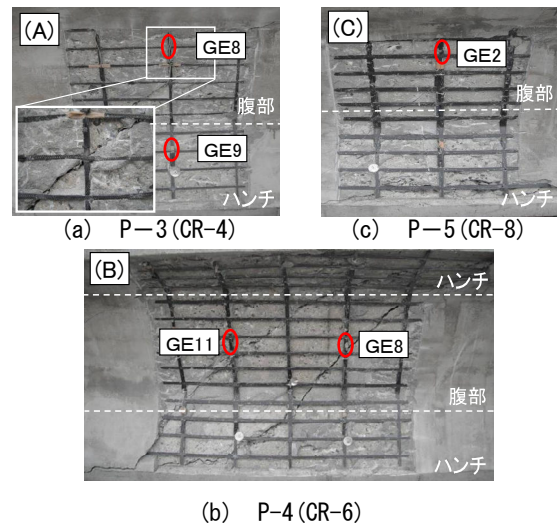 (A)
GE8
腹部
GE9
ハンチ
(a) P－3(CR-4)
(C)
GE2
腹部
ハンチ
(c) P－5(CR-8)
(B)
ハンチ
GE11
GE8
腹部
ハンチ
(b) P-4(CR-6)